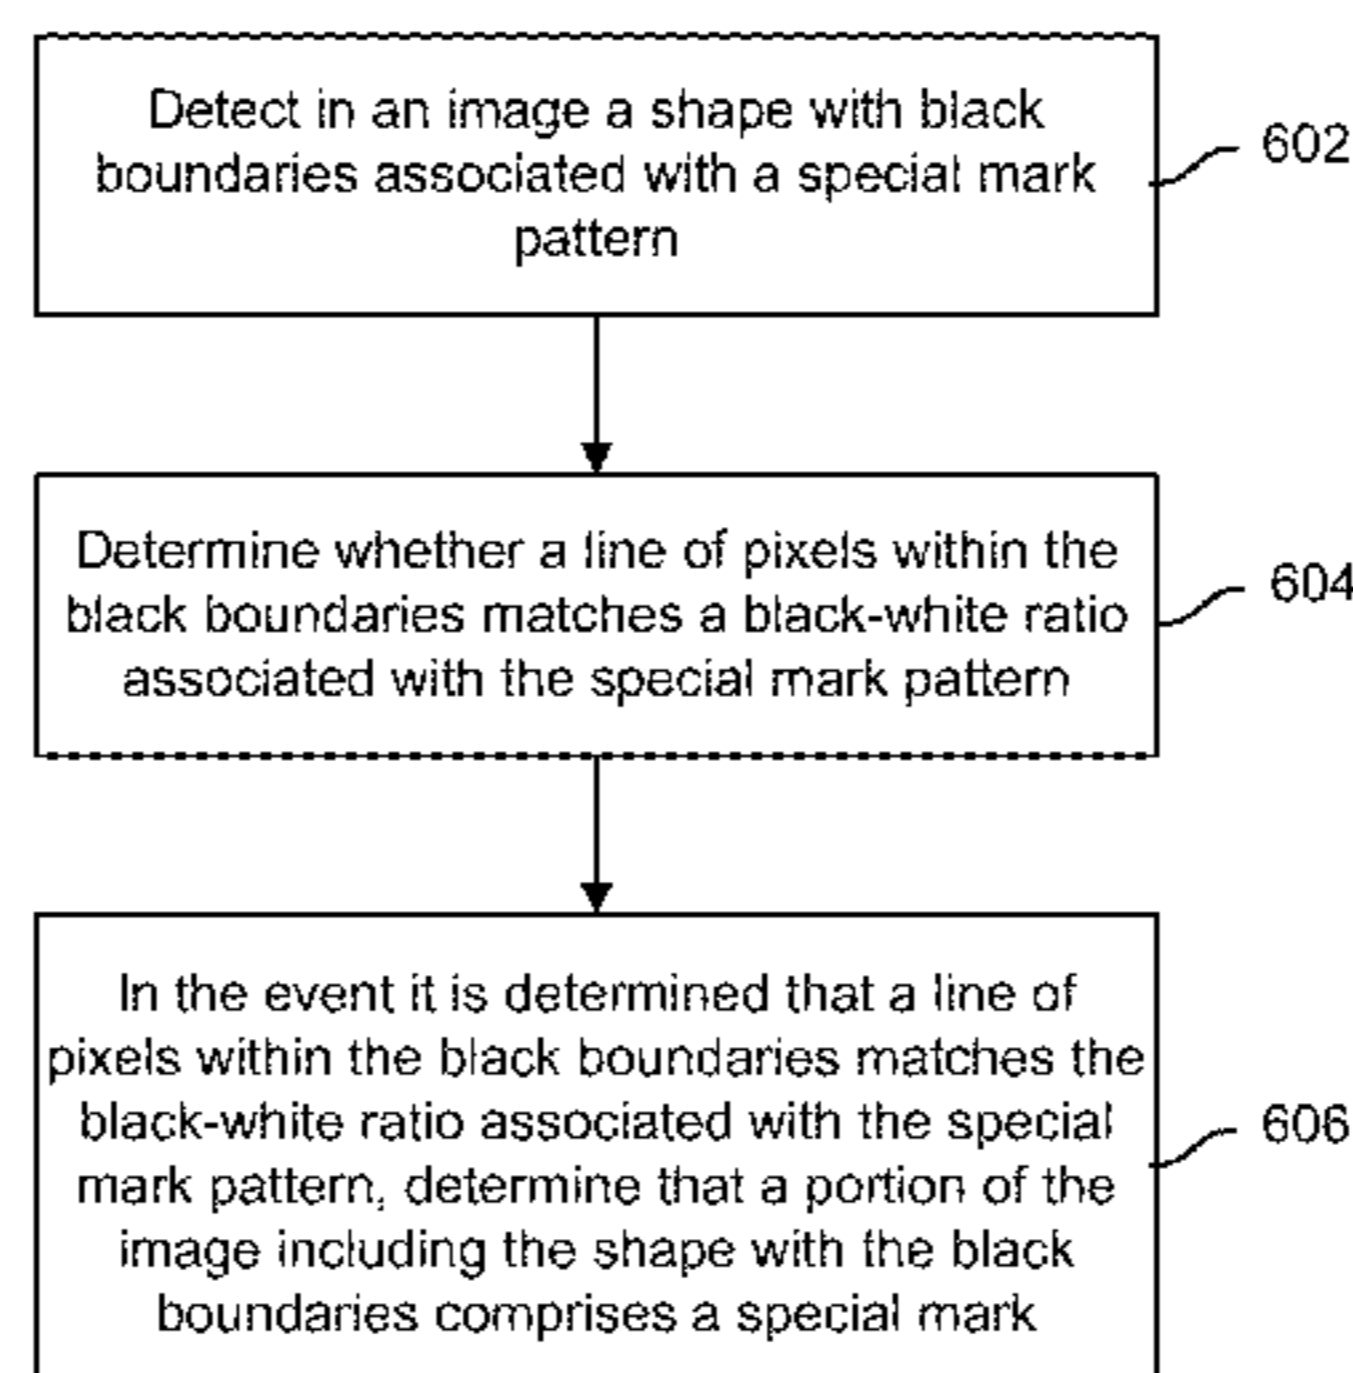 Detect in an image a shape with black
boundaries associated with a special mark
pattern
602
Determine whether a line of pixels within the
black boundaries matches a black-white ratio
associated with the special mark pattern
604
In the event it is determined that a line of
pixels within the black boundaries matches the
black-white ratio associated with the special
mark pattern, determine that a portion of the
image including the shape with the black
boundaries comprises a special mark
606